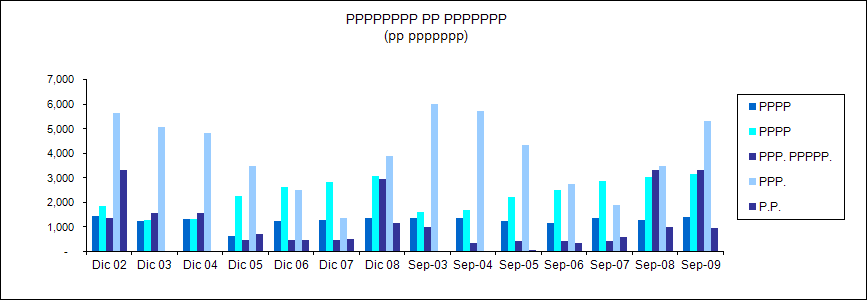 PPPPPPPP PP PPPPPPP
(pp ppppppp)
7,000
6,000
5,000
4,000
3,000
2,000
1,000
-
Dic 02 Dic 03 Dic 04 Dic 05 Dic 06 Dic 07 Dic 08 Sep-03 Sep-04 Sep-05 Sep-06 Sep-07 Sep-08 Sep-09
PPPP
PPPP
PPP. PPPPP.
PPP.
P.P.